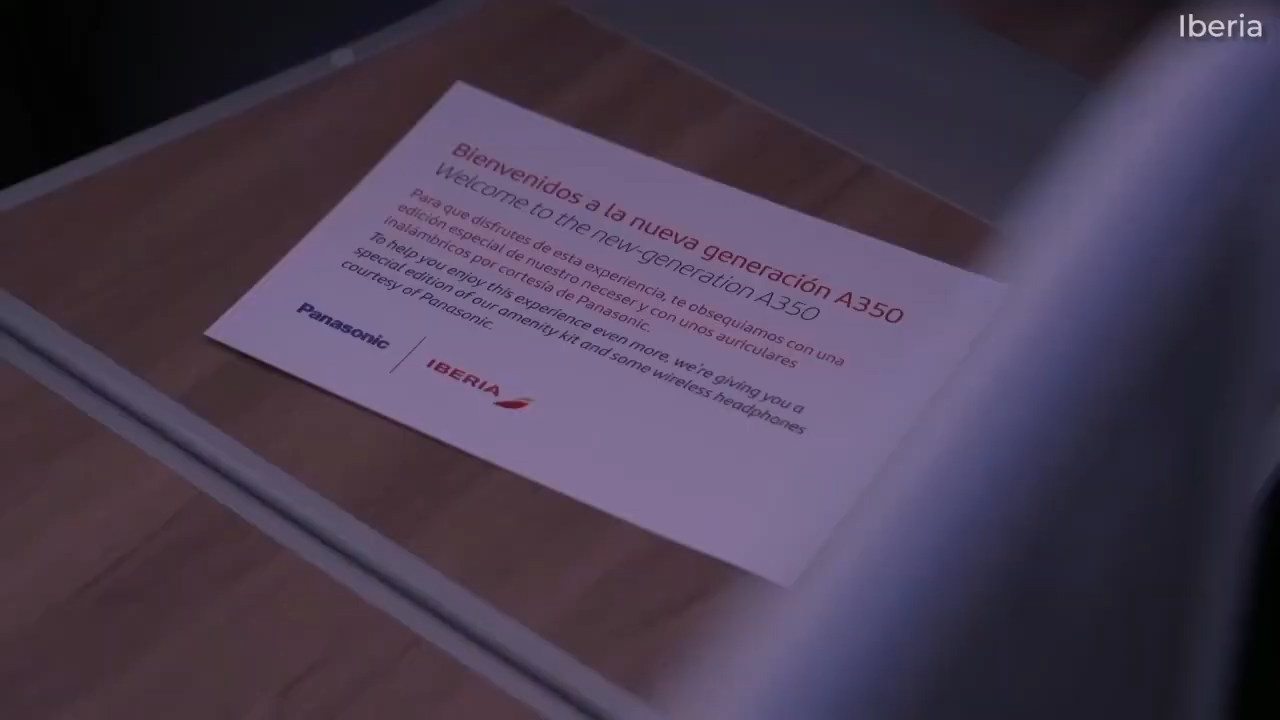 Iberia
Bienvenidos a la nueva generación A350
Welcome to the new-generation A350
Para que disfrutes de esta experiencia, te obsequiamos con una
edición especial de nuestro neceser y con unos auriculares
inalámbricos por cortesía de Panasonic.
To help you enjoy this experience even more, we're giving you a
special edition of our amenity kit and some wireless headphones
courtesy of Panasonic.
Panasonic
IBERIA